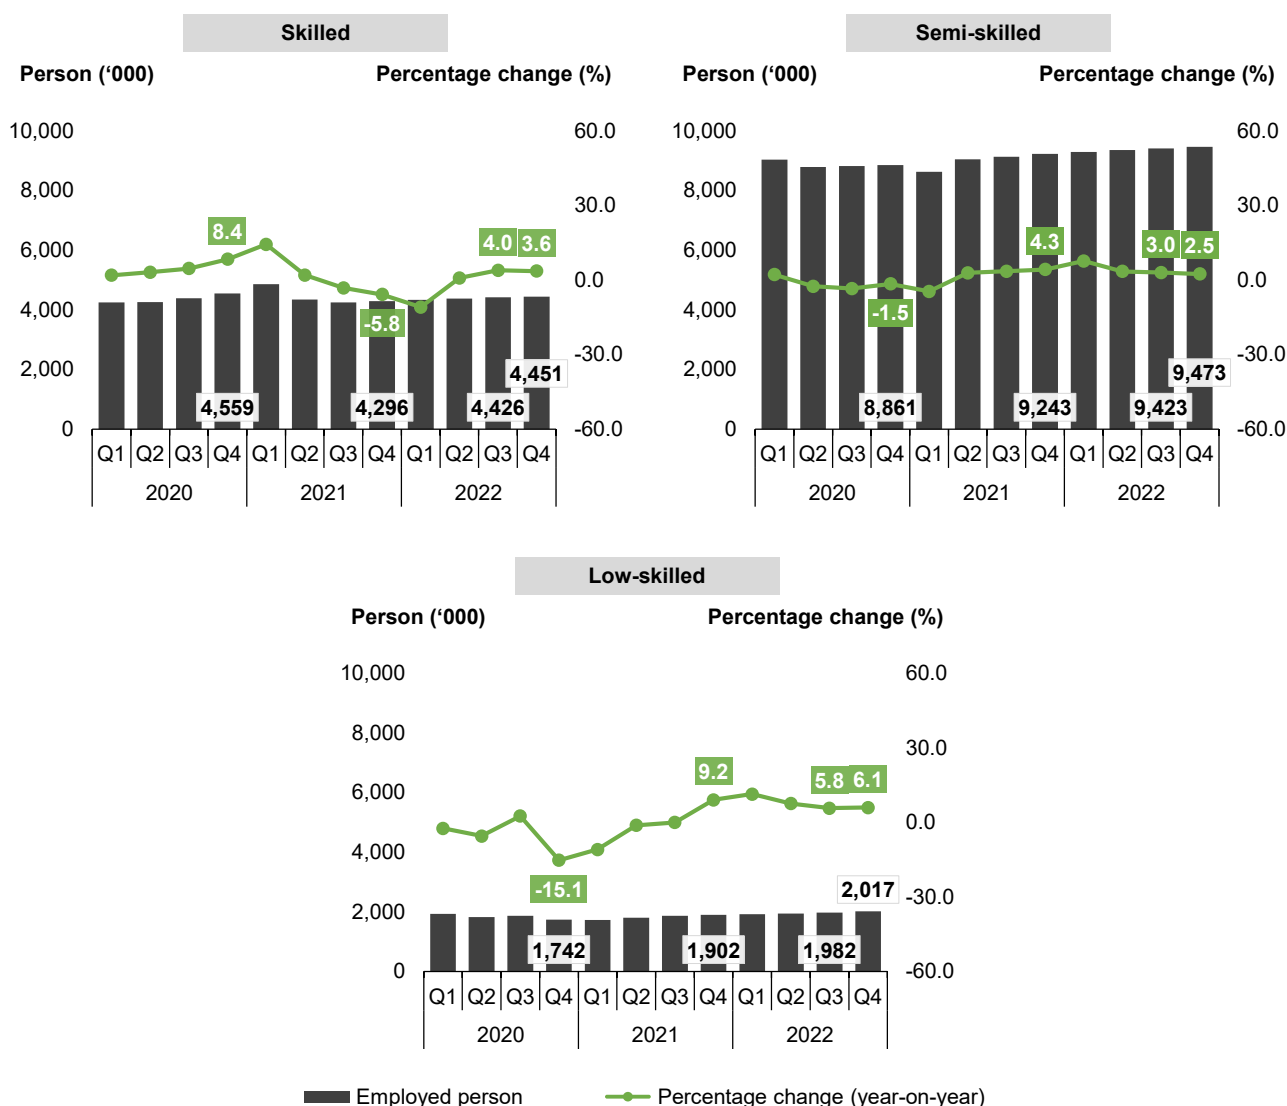 Skilled
Person (‘000) Percentage change (%)
10,000 60.0
8,000 30.0
6,000 8.4 4.0 3.6 0.0
4,000 -5.8 -30.0
2,000 4,451
0 4,559 4,296 4,426 -60.0
Q1 Q2 Q3 Q4 Q1 Q2 Q3 Q4 Q1 Q2 Q3 Q4
2020 2021 2022
Semi-skilled
Person (‘000) Percentage change (%)
10,000 60.0
8,000 30.0
6,000 4.3 3.0 2.5 0.0
4,000 -1.5 -30.0
2,000 9,473
0 8,861 9,243 9,423 -60.0
Q1 Q2 Q3 Q4 Q1 Q2 Q3 Q4 Q1 Q2 Q3 Q4
2020 2021 2022
Low-skilled
Person (‘000) Percentage change (%)
10,000 60.0
8,000 30.0
6,000 9.2 5.8 6.1 0.0
4,000 -15.1 -30.0
2,000 2,017
0 1,742 1,902 1,982 -60.0
Q1 Q2 Q3 Q4 Q1 Q2 Q3 Q4 Q1 Q2 Q3 Q4
2020 2021 2022
Employed person Percentage change (year-on-year)